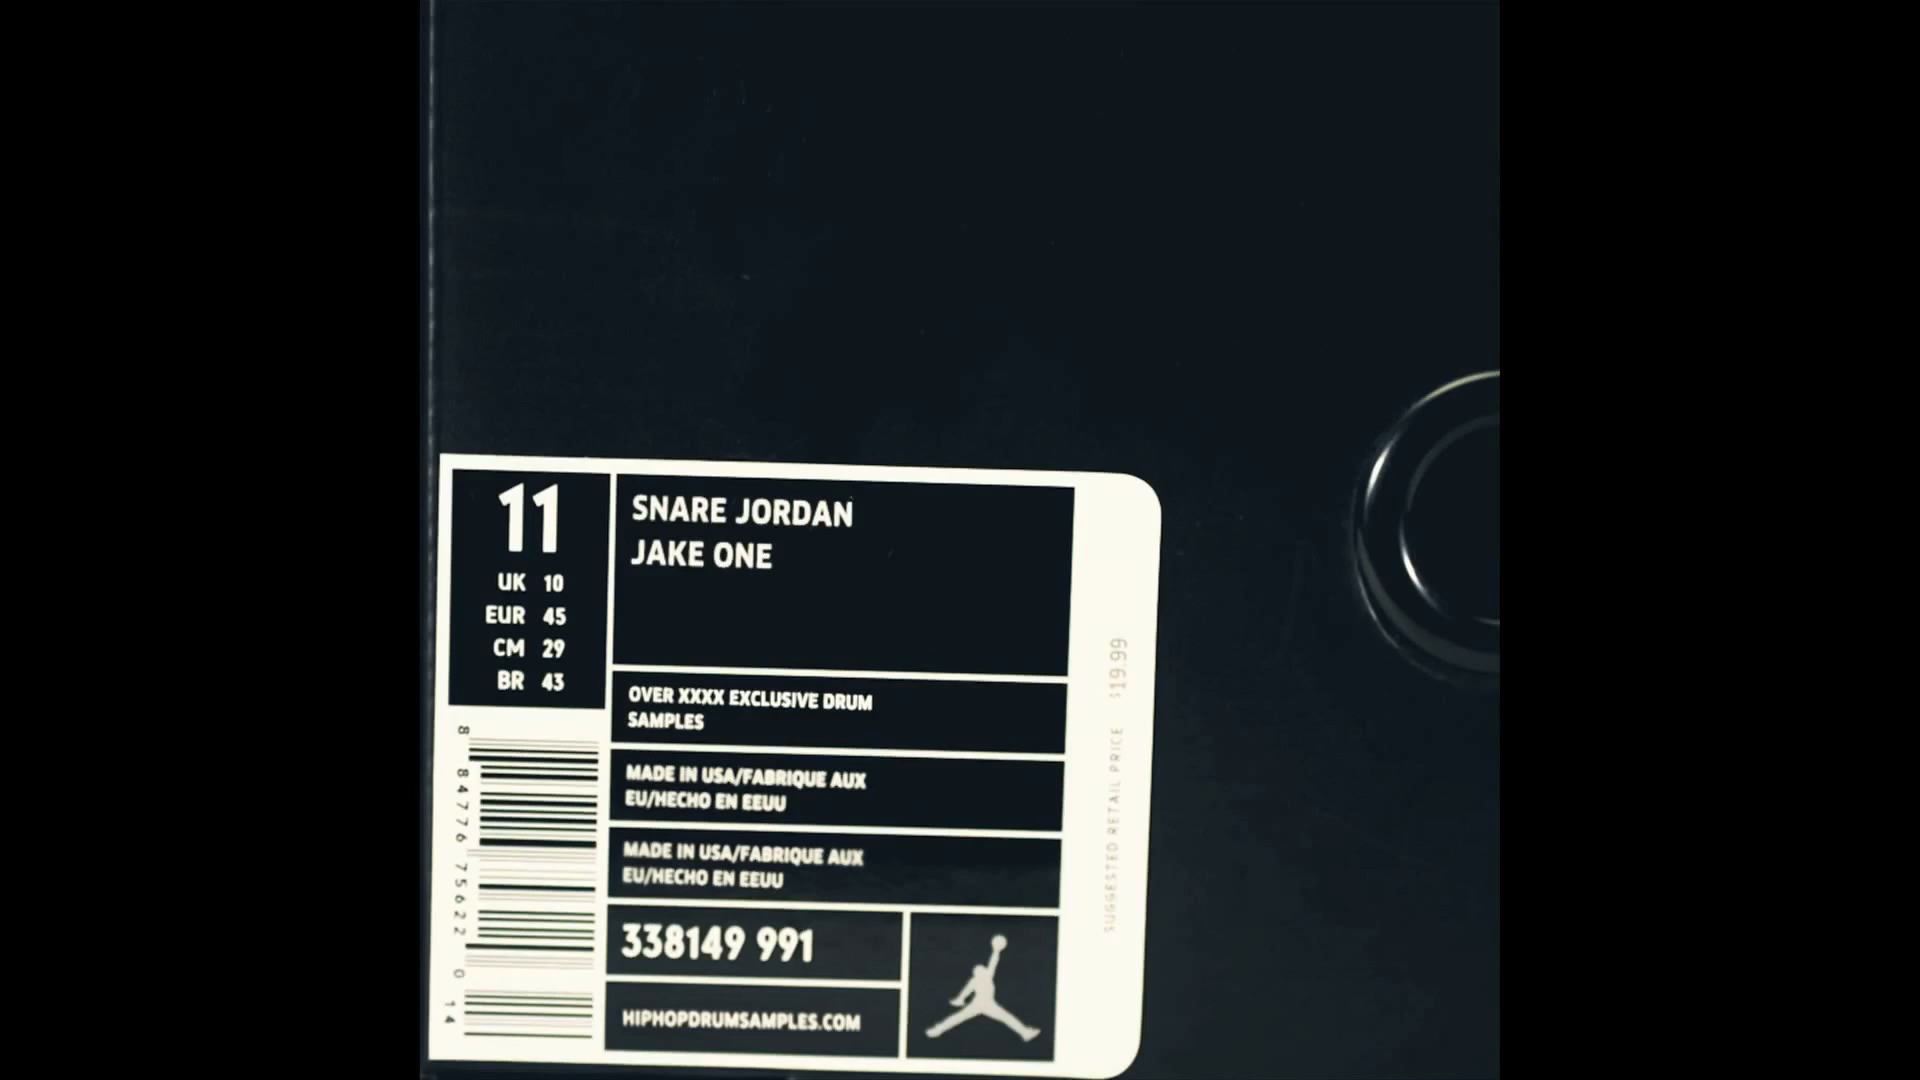 11
UK 10
EUR 45
CM 29
BR 43
SNARE JORDAN
JAKE ONE
OVER XXXX EXCLUSIVE DRUM
SAMPLES
MADE IN USA/FABRIQUE AUX
EU/HECHO EN EEUU
MADE IN USA/FABRIQUE AUX
EU/HECHO EN EEUU
338149 991
HIPHOPDRUMSAMPLES.COM
8 84776 75622 0 14
SUGGESTED RETAIL PRICE $19.99